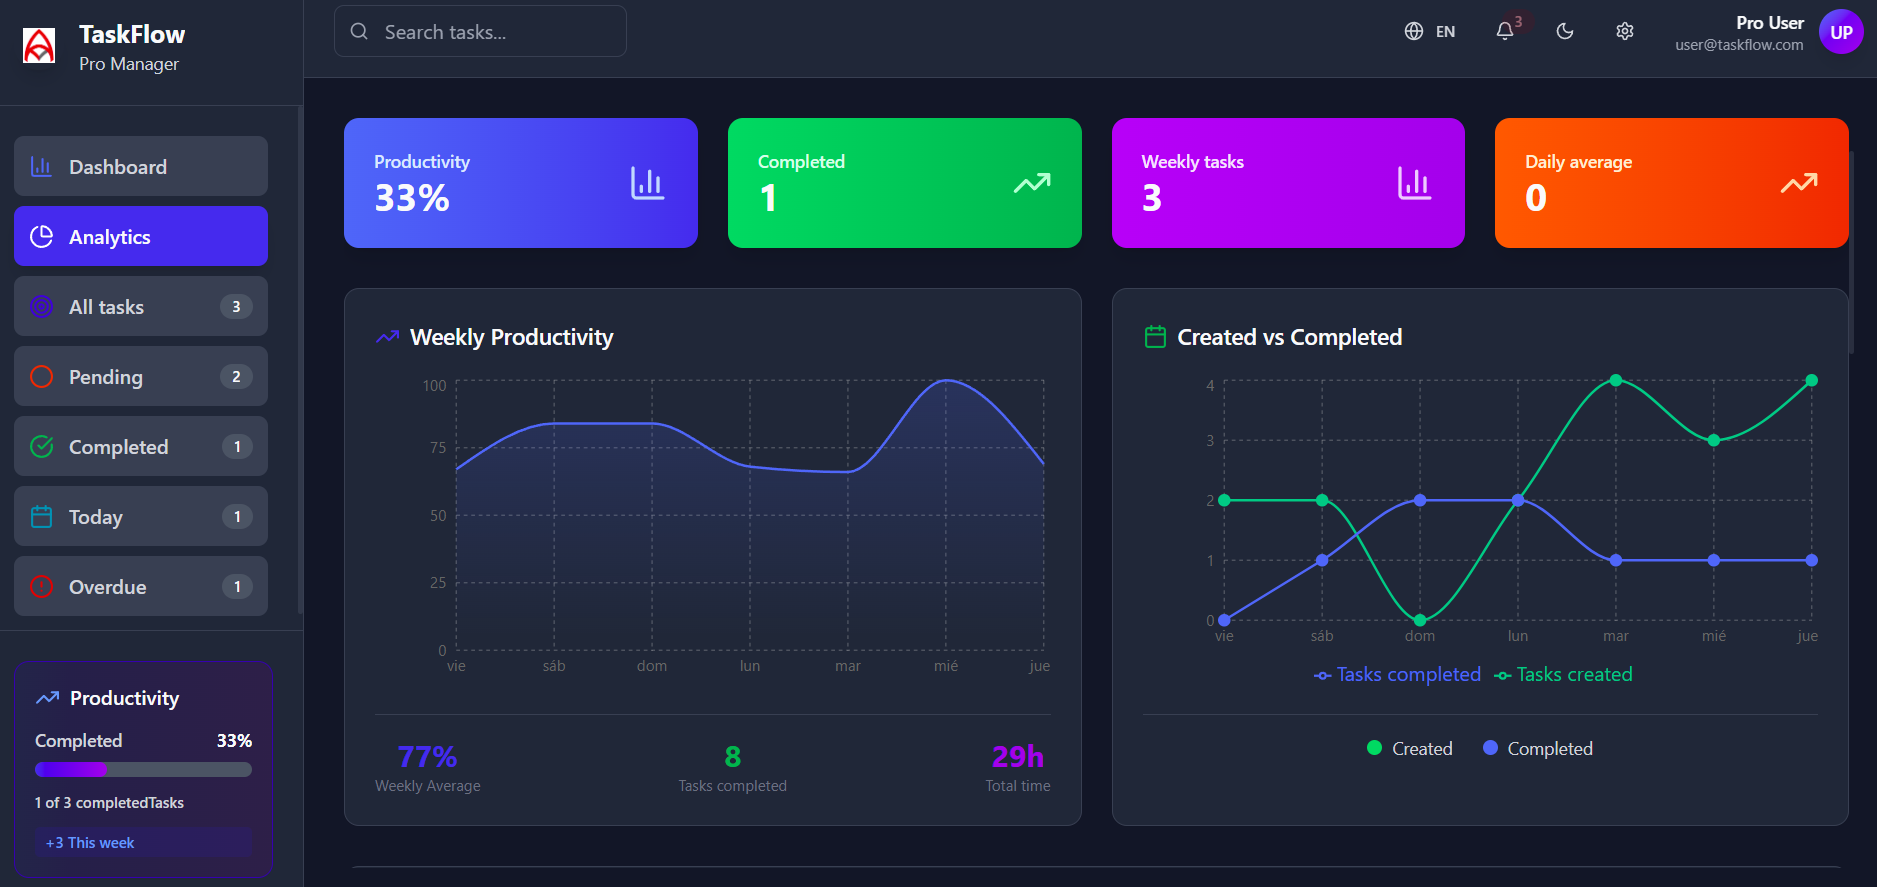 TaskFlow
Pro Manager
Search tasks...
EN
3
Pro User
user@taskflow.com
UP
Dashboard
Analytics
All tasks 3
Pending 2
Completed 1
Today 1
Overdue 1
Productivity
Completed 33%
1 of 3 completedTasks
+3 This week
Productivity
33%
Completed
1
Weekly tasks
3
Daily average
0
Weekly Productivity
100
75
50
25
0
vie sáb dom lun mar mié jue
77%
Weekly Average
8
Tasks completed
29h
Total time
Created vs Completed
4
3
2
1
0
vie sáb dom lun mar mié jue
Tasks completed Tasks created
Created Completed